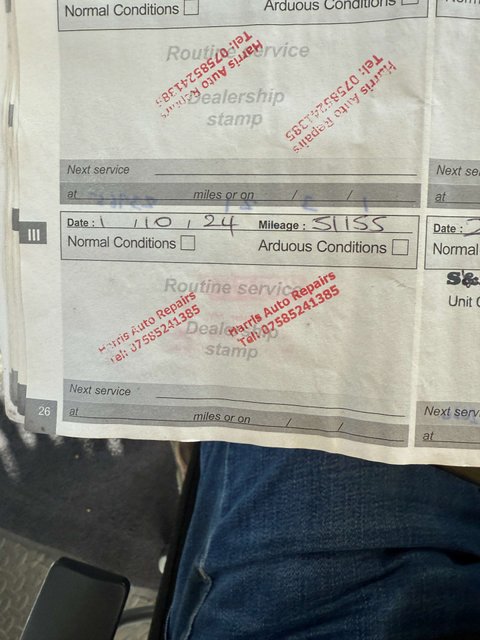 Normal Conditions
Arduous Conditions
Routine service
Dealership
stamp
Harris Auto Repairs
Tel: 07585241385
Harris Auto Repairs
Tel: 07585241385
Next service
at miles or on / / /
Next se
at
III
Date : 1 , 10 , 24 Mileage : 51155
Normal Conditions Arduous Conditions
Date :
Normal
Routine service
Dealership
stamp
Harris Auto Repairs
Tel: 07585241385
Harris Auto Repairs
Tel: 07585241385
S&
Unit
Next service
at miles or on / /
Next serv
at
26